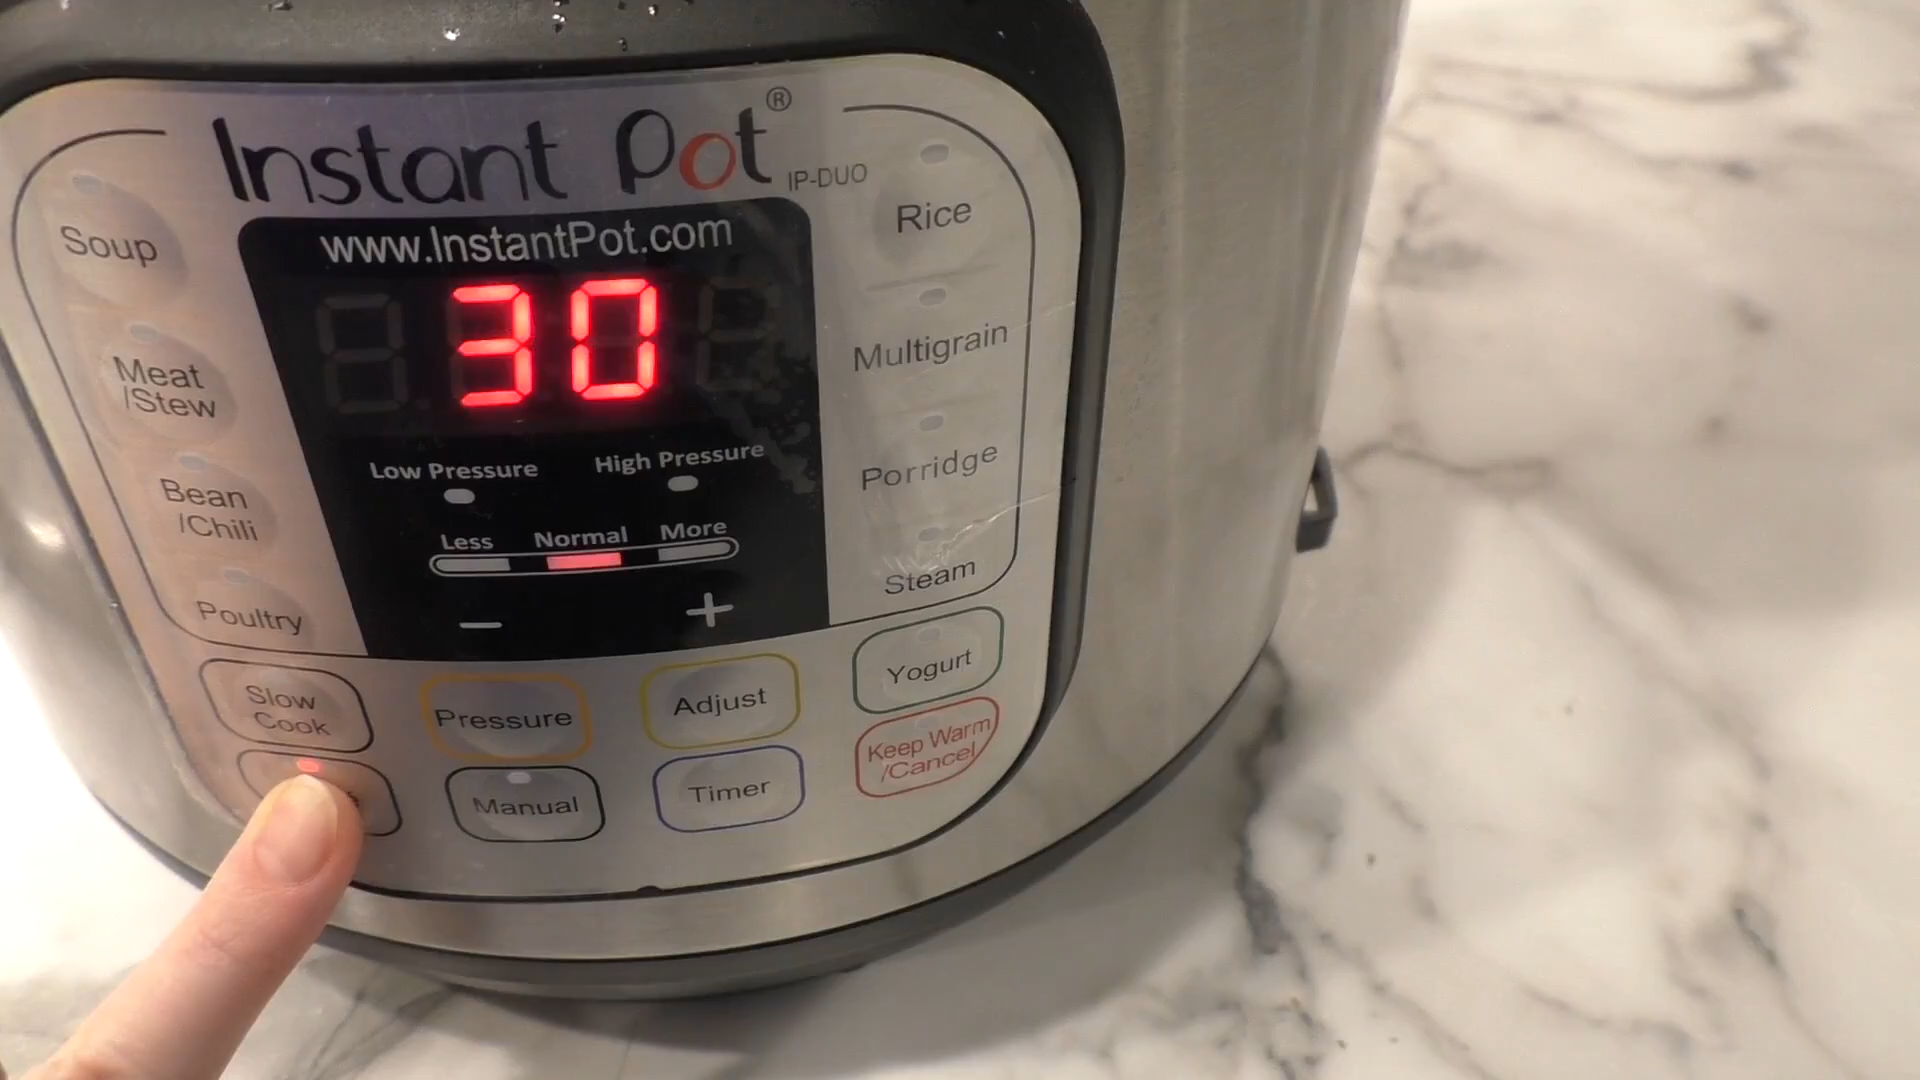 Instant Pot®
IP-DUO
www.InstantPot.com
30
Low Pressure
High Pressure
Less
Normal
More
−
+
Soup
Meat
/Stew
Bean
/Chili
Poultry
Slow
Cook
Pressure
Manual
Adjust
Timer
Rice
Multigrain
Porridge
Steam
Yogurt
Keep Warm
/Cancel